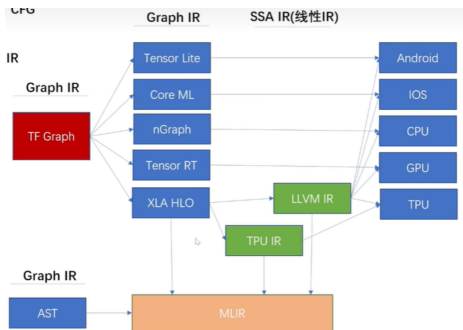 CFG
Graph IR
SSA IR(线性IR)
IR
Graph IR
TF Graph
Tensor Lite
Core ML
nGraph
Tensor RT
XLA HLO
LLVM IR
TPU IR
Android
IOS
CPU
GPU
TPU
Graph IR
AST
MLIR